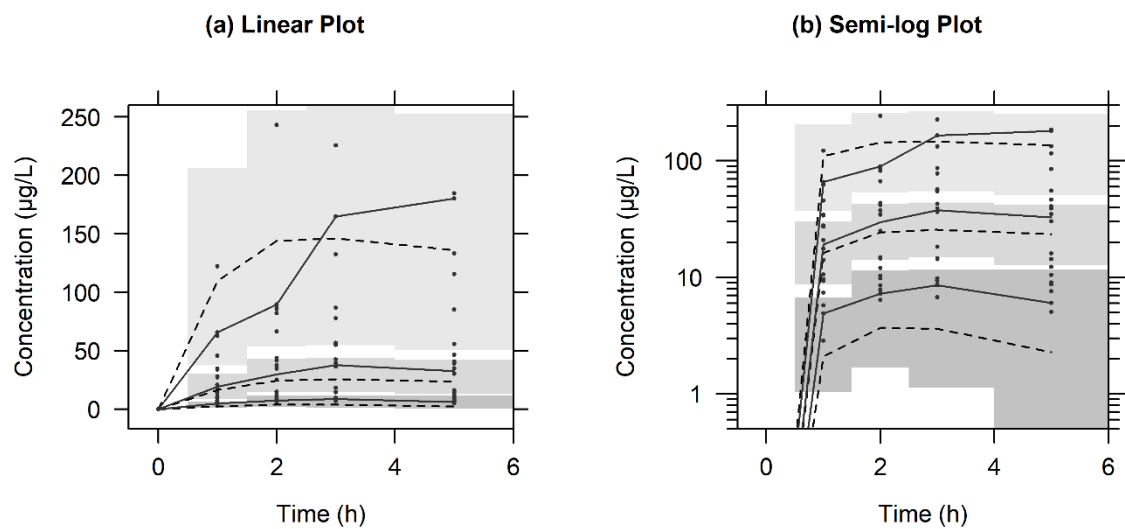 (a) Linear Plot
(b) Semi-log Plot
Concentration (µg/L)
250
200
150
100
50
0
0 2 4 6
Time (h)
Concentration (µg/L)
100
10
1
0 2 4 6
Time (h)